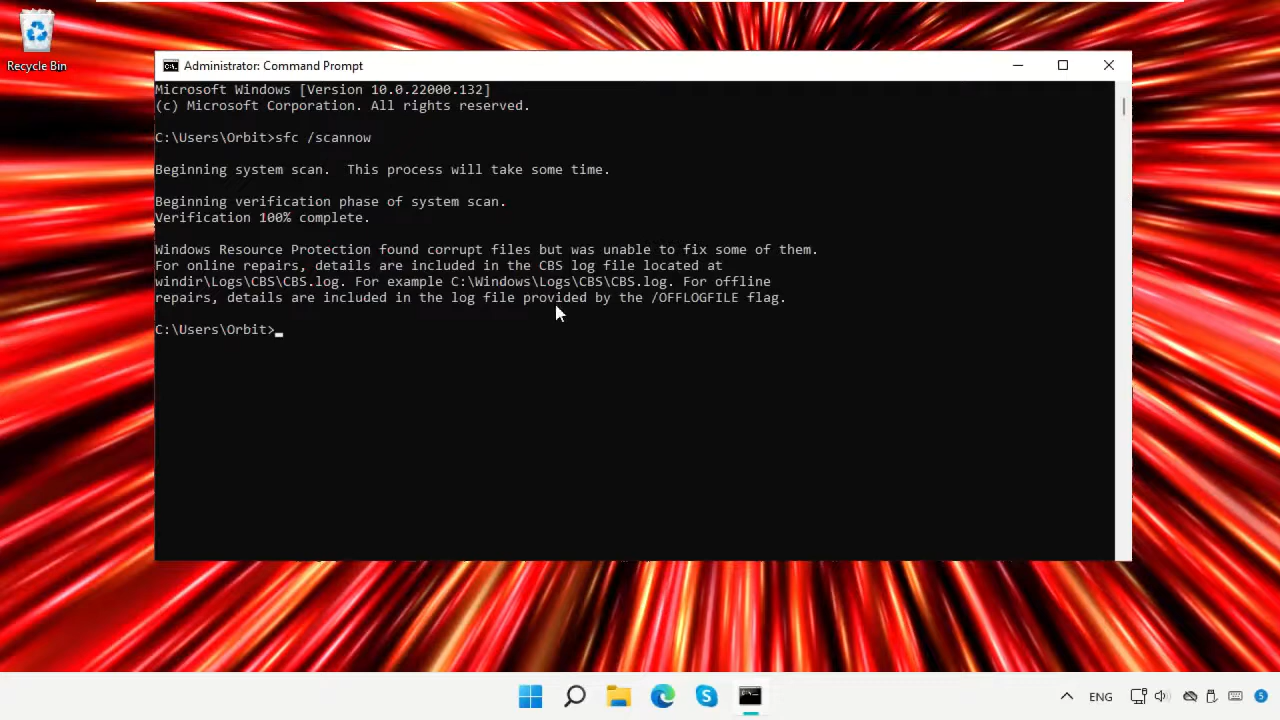 Recycle Bin
Administrator: Command Prompt
Microsoft Windows [Version 10.0.22000.132]
(c) Microsoft Corporation. All rights reserved.
C:\Users\Orbit>sfc /scannow
Beginning system scan.  This process will take some time.
Beginning verification phase of system scan.
Verification 100% complete.
Windows Resource Protection found corrupt files but was unable to fix some of them.
For online repairs, details are included in the CBS log file located at
windir\Logs\CBS\CBS.log. For example C:\Windows\Logs\CBS\CBS.log. For offline
repairs, details are included in the log file provided by the /OFFLOGFILE flag.
C:\Users\Orbit>
ENG
5